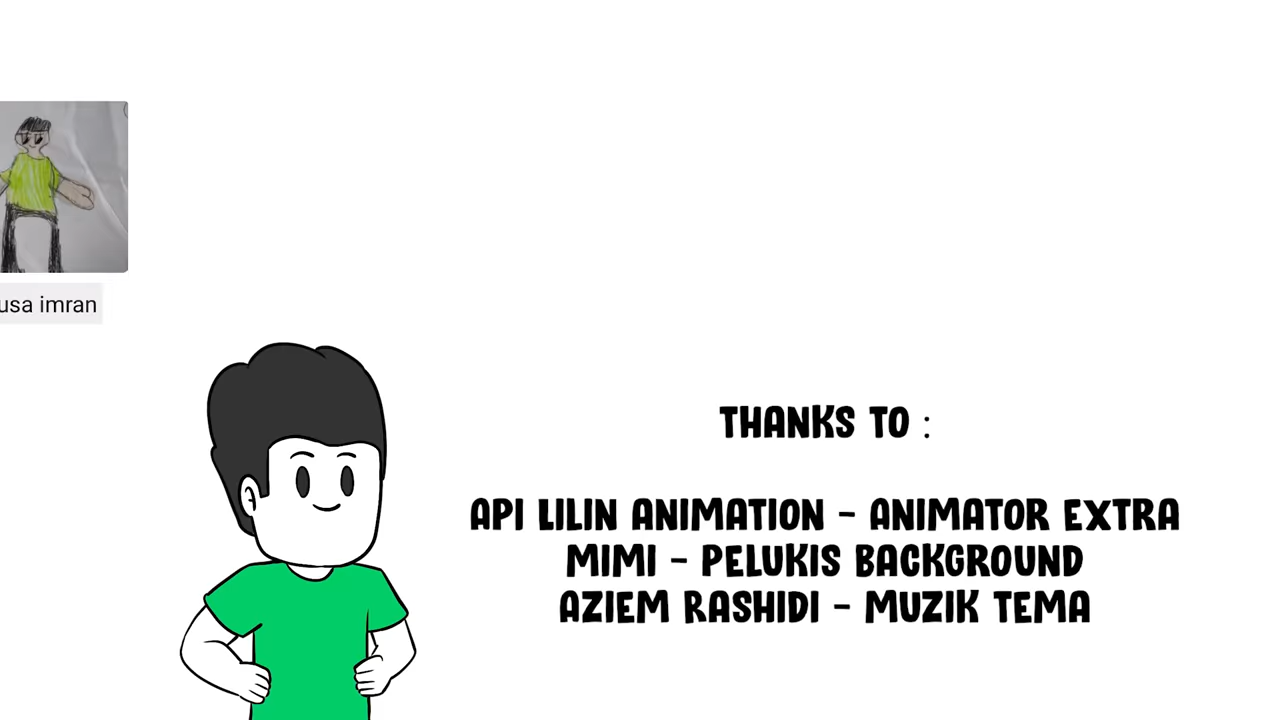 usa imran
THANKS TO :
API LILIN ANIMATION - ANIMATOR EXTRA
MIMI - PELUKIS BACKGROUND
AZIEM RASHIDI - MUZIK TEMA